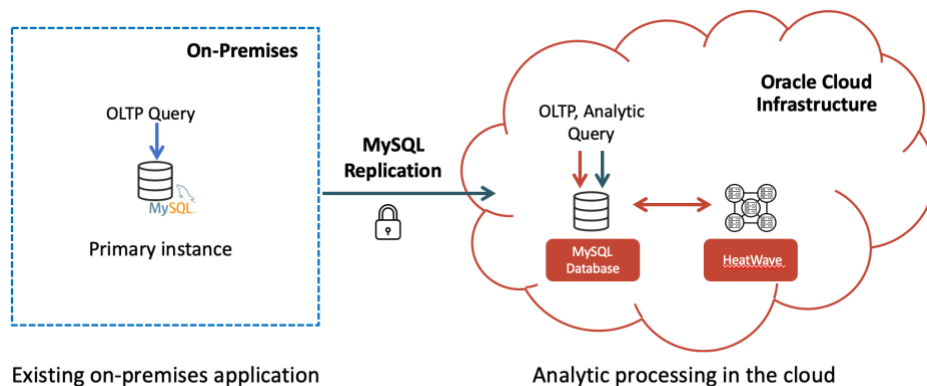 On-Premises
OLTP Query
MySQL
Primary instance
MySQL
Replication
Oracle Cloud
Infrastructure
OLTP, Analytic
Query
MySQL
Database
HeatWave
Existing on-premises application
Analytic processing in the cloud